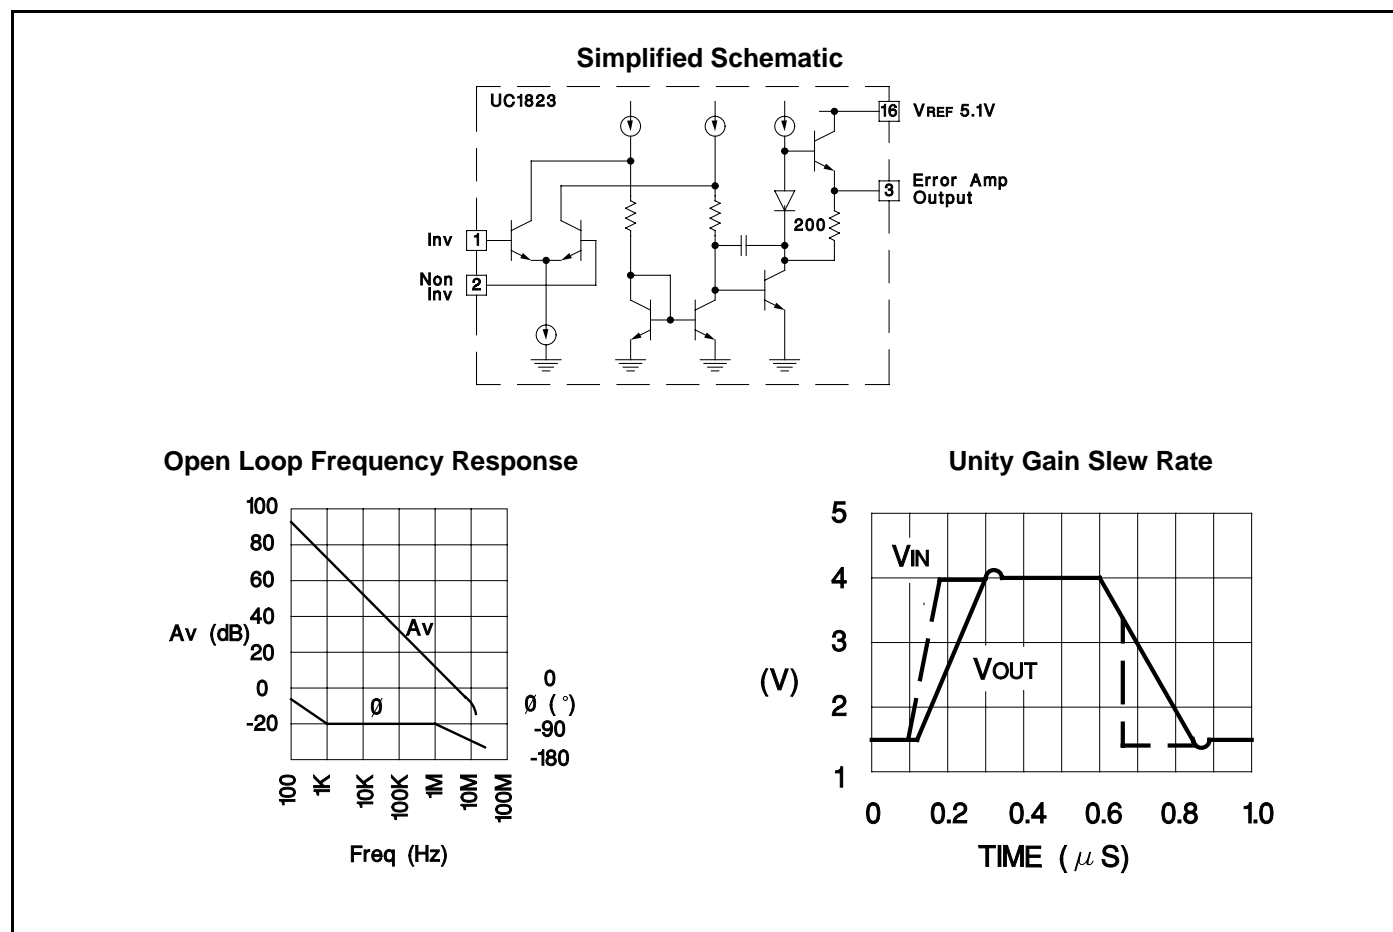 Simplified Schematic
UC1823
16 VREF 5.1V
3 Error Amp
Output
200
Inv 1
Non
Inv 2
Open Loop Frequency Response
100
80
60
40
Av (dB)
20
0
-20
Av
Ø
0
Ø (°)
-90
-180
100 1K 10K 100K 1M 10M 100M
Freq (Hz)
Unity Gain Slew Rate
5
4
3
(V)
2
1
VIN
VOUT
0 0.2 0.4 0.6 0.8 1.0
TIME (μS)